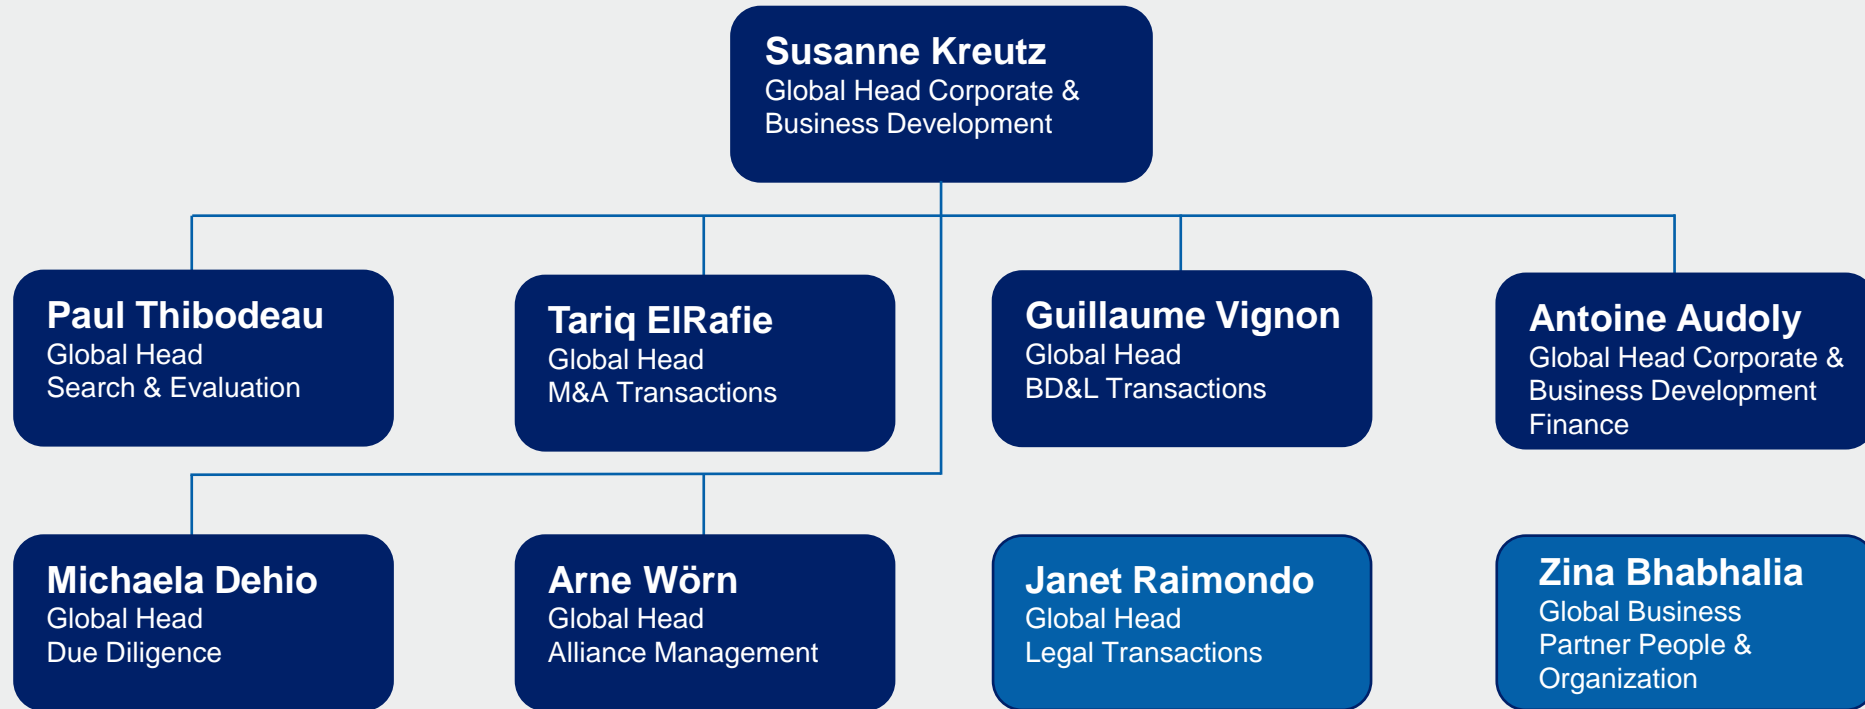 Susanne Kreutz
Global Head Corporate &
Business Development
Paul Thibodeau
Global Head
Search & Evaluation
Tariq ElRafie
Global Head
M&A Transactions
Guillaume Vignon
Global Head
BD&L Transactions
Antoine Audoly
Global Head Corporate &
Business Development
Finance
Michaela Dehio
Global Head
Due Diligence
Arne Wörn
Global Head
Alliance Management
Janet Raimondo
Global Head
Legal Transactions
Zina Bhabhalia
Global Business
Partner People &
Organization